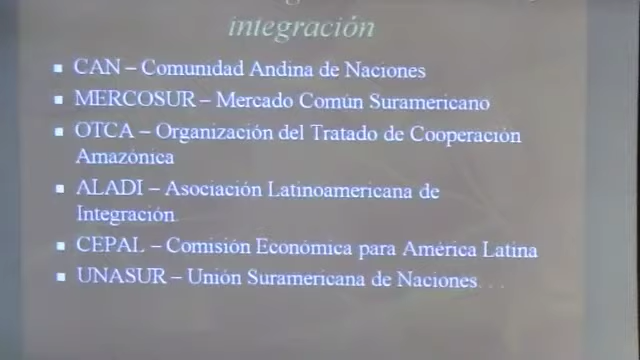 integración
▪ CAN – Comunidad Andina de Naciones
▪ MERCOSUR – Mercado Común Suramericano
▪ OTCA – Organización del Tratado de Cooperación
Amazónica
▪ ALADI – Asociación Latinoamericana de
Integración
▪ CEPAL – Comisión Económica para América Latina
▪ UNASUR – Unión Suramericana de Naciones. . .